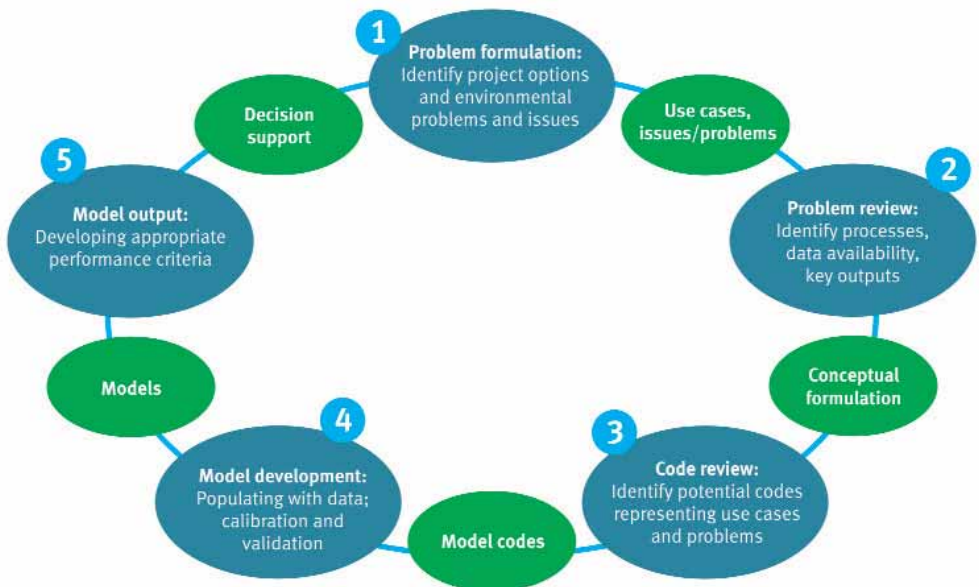 1
Problem formulation:
Identify project options
and environmental
problems and issues
Use cases,
issues/problems
2
Problem review:
Identify processes,
data availability,
key outputs
Conceptual
formulation
3
Code review:
Identify potential codes
representing use cases
and problems
Model codes
4
Model development:
Populating with data;
calibration and
validation
Models
5
Model output:
Developing appropriate
performance criteria
Decision
support